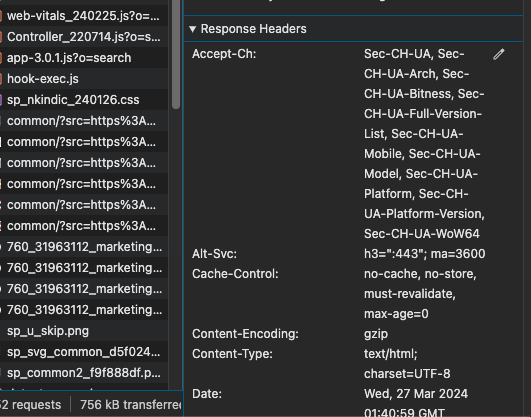 web-vitals_240225.js?o=s...
Controller_220714.js?o=s...
app-3.0.1.js?o=search
hook-exec.js
sp_nkindic_240126.css
common/?src=https%3A...
common/?src=https%3A...
common/?src=https%3A...
common/?src=https%3A...
common/?src=https%3A...
common/?src=https%3A...
760_31963112_marketing...
760_31963112_marketing...
760_31963112_marketing...
760_31963112_marketing...
sp_u_skip.png
sp_svg_common_d5f024...
sp_common2_f9f888df.p...
52 requests
756 kB transferred
▼ Response Headers
Accept-Ch:
Sec-CH-UA, Sec-
CH-UA-Arch, Sec-
CH-UA-Bitness, Sec-
CH-UA-Full-Version-
List, Sec-CH-UA-
Mobile, Sec-CH-UA-
Model, Sec-CH-UA-
Platform, Sec-CH-
UA-Platform-Version,
Sec-CH-UA-WoW64
Alt-Svc:
h3=":443"; ma=3600
Cache-Control:
no-cache, no-store,
must-revalidate,
max-age=0
Content-Encoding:
gzip
Content-Type:
text/html;
charset=UTF-8
Date:
Wed, 27 Mar 2024
01:40:59 GMT